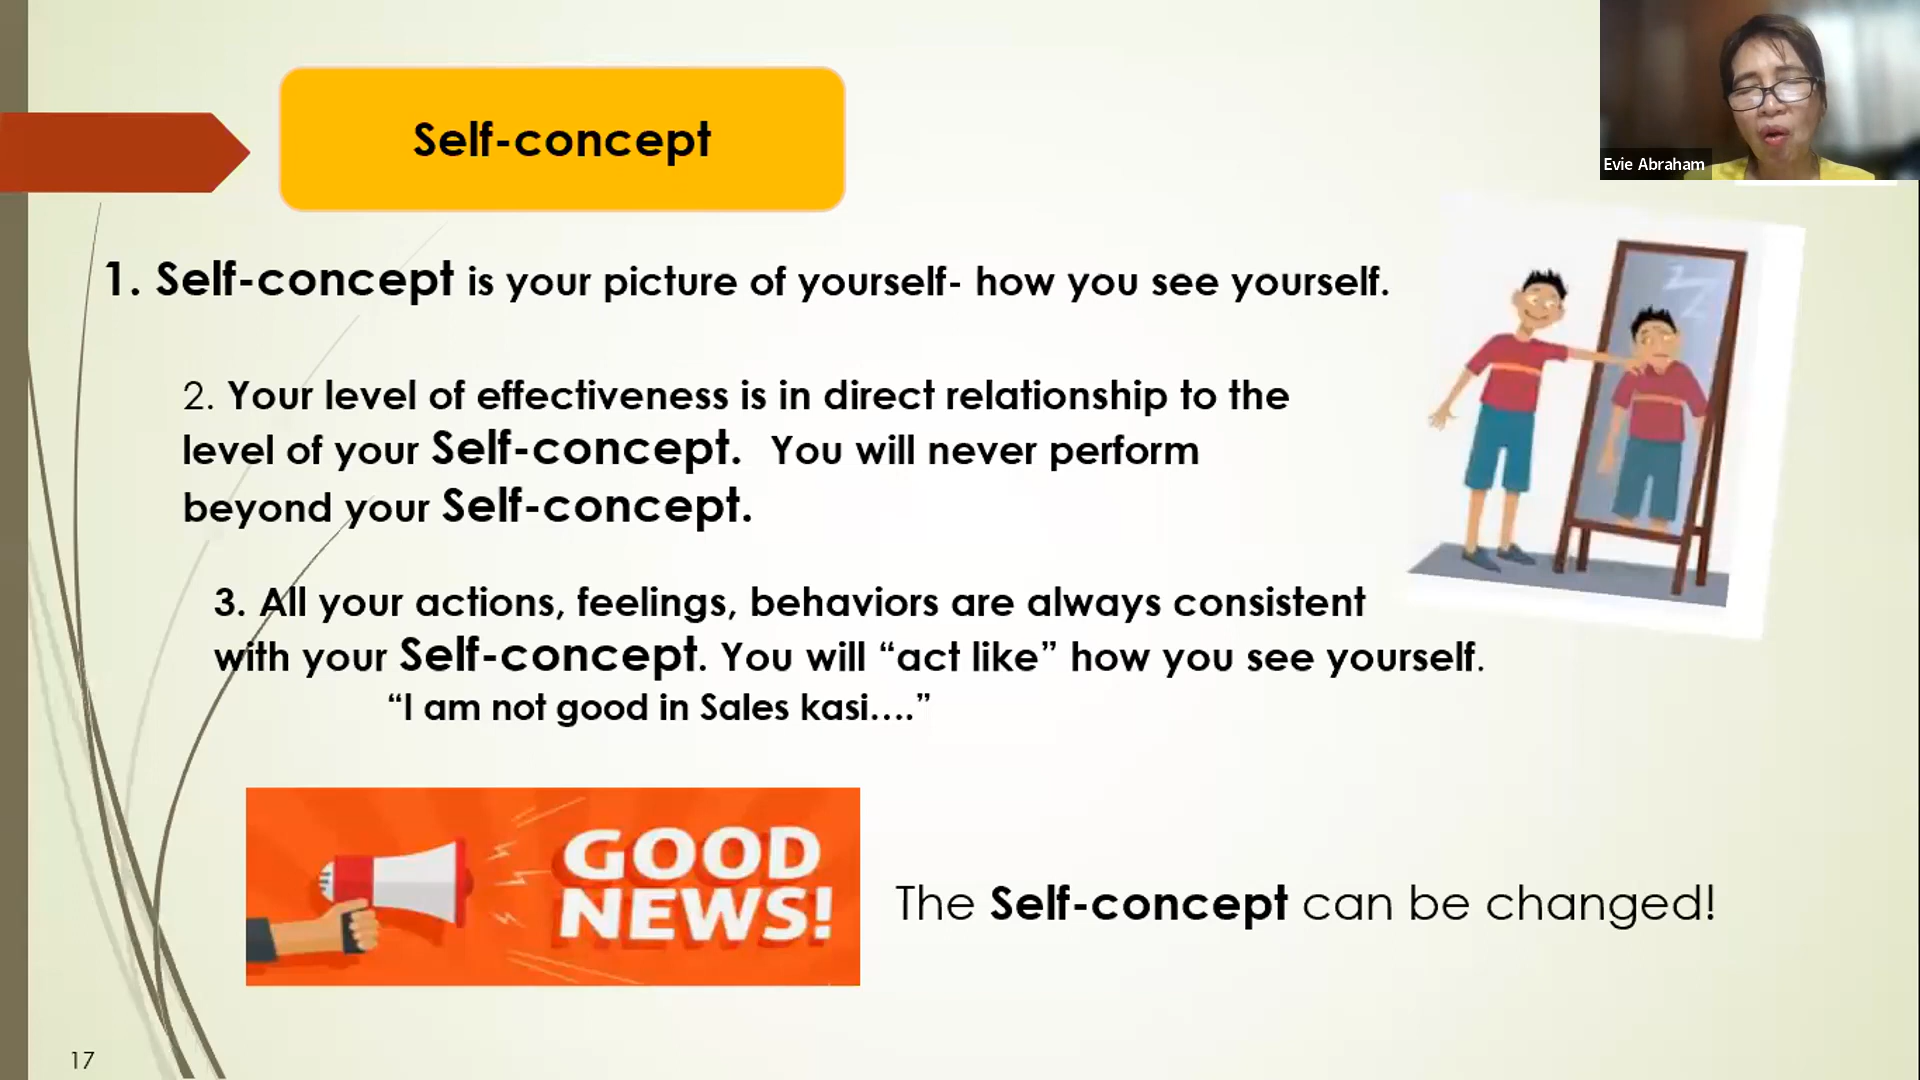 Self-concept
Evie Abraham
1. Self-concept is your picture of yourself- how you see yourself.
2. Your level of effectiveness is in direct relationship to the
level of your Self-concept. You will never perform
beyond your Self-concept.
3. All your actions, feelings, behaviors are always consistent
with your Self-concept. You will “act like” how you see yourself.
“I am not good in Sales kasi….”
GOOD
NEWS!
The Self-concept can be changed!
17